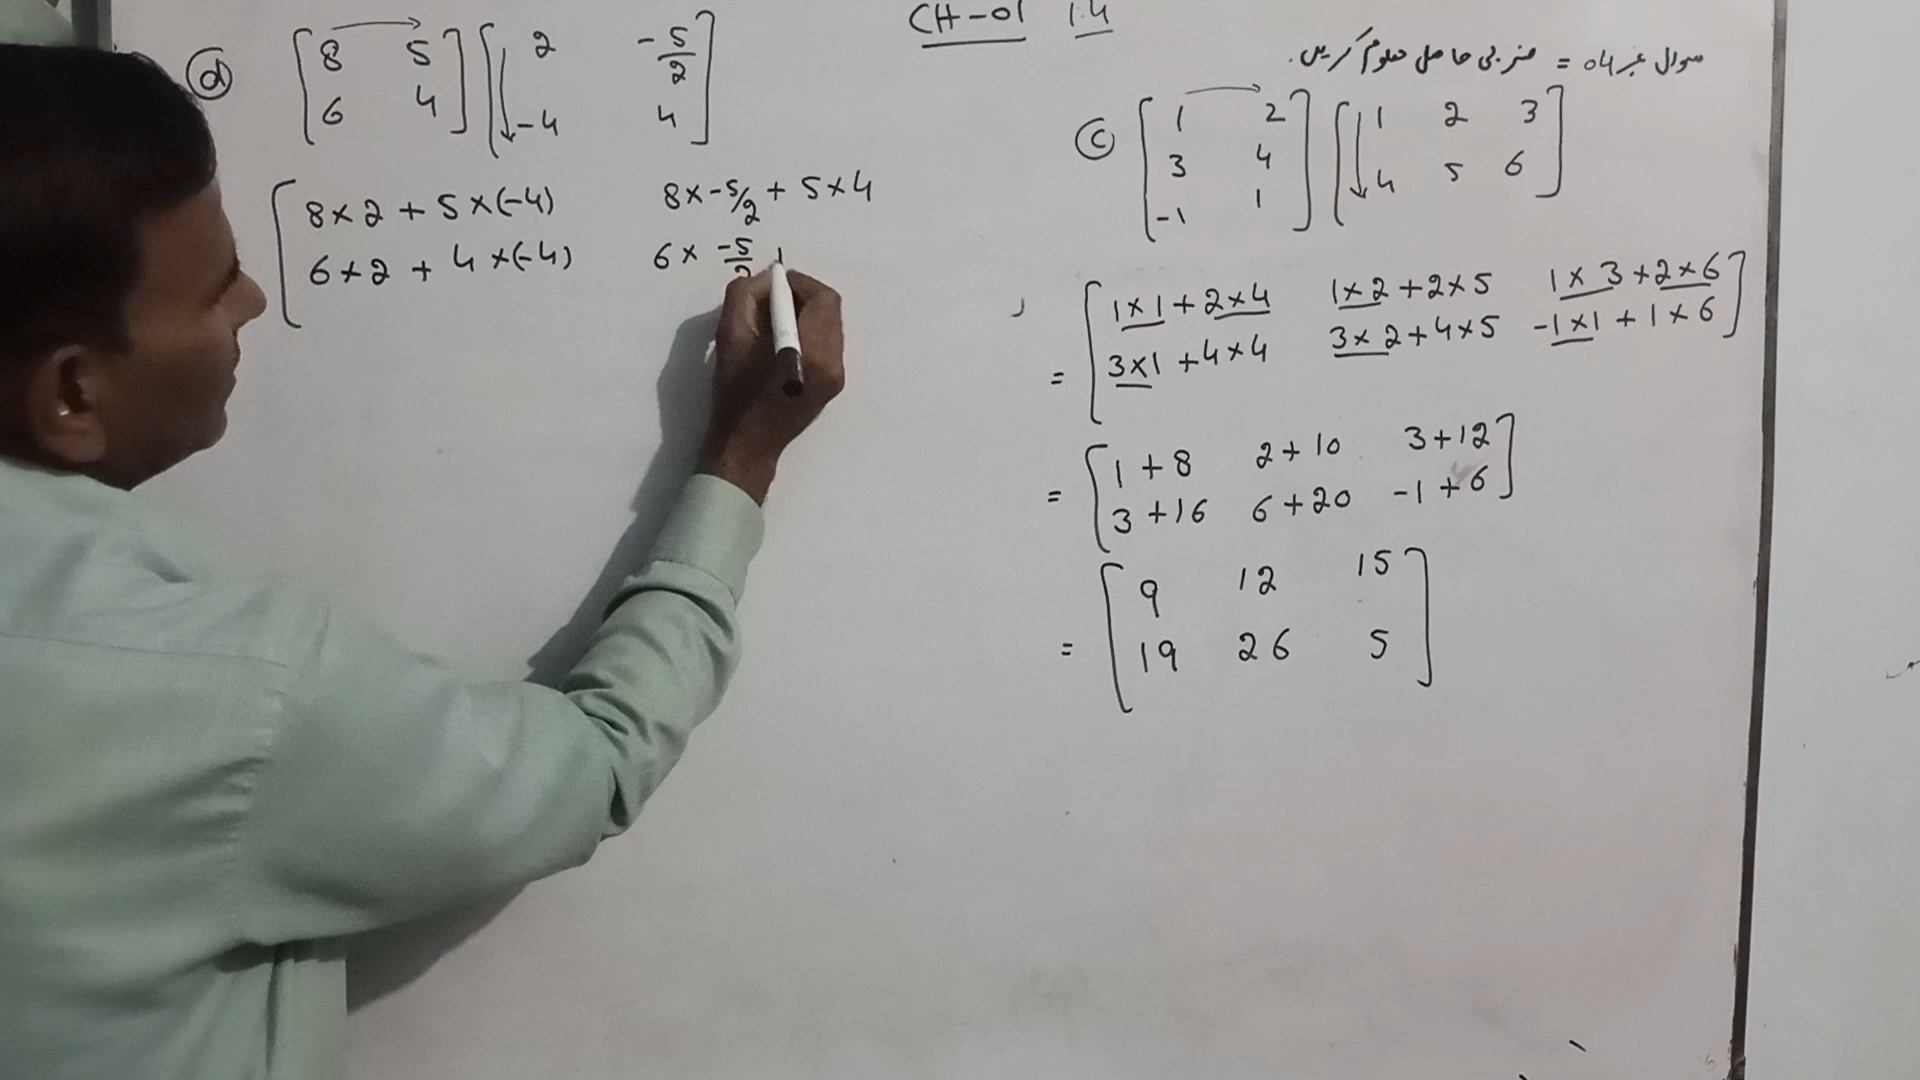 CH-01 1.4
سوال نمبر 04 = ضربی حاصل معلوم کریں.
(c) [1 2] [1 2 3]
[3 4] [4 5 6]
[-1 1]
= [1×1+2×4 1×2+2×5 1×3+2×6]
[3×1+4×4 3×2+4×5 -1×1+1×6]
= [1+8 2+10 3+12]
[3+16 6+20 -1+6]
= [9 12 15]
[19 26 5]
(d) [8 5] [2 -5/2]
[6 4] [-4 4]
[8×2+5×(-4) 8×-5/2+5×4
6×2+4×(-4) 6×-5/2